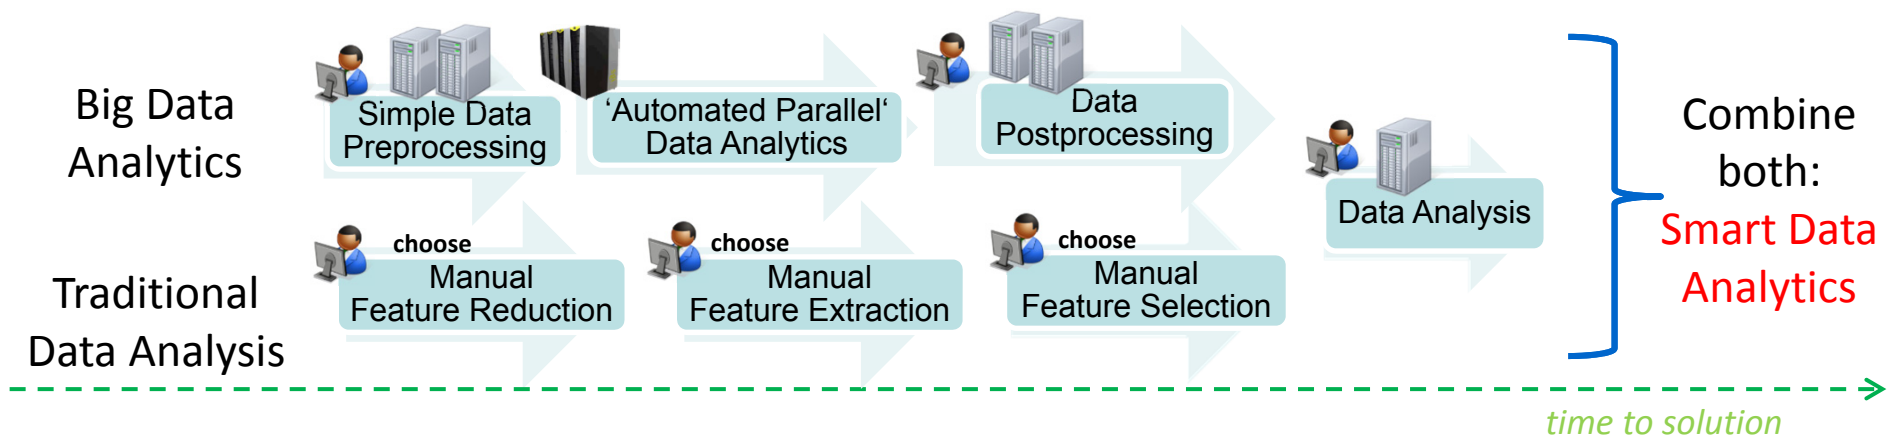 Big Data
Analytics
Simple Data
Preprocessing
‘Automated Parallel‘
Data Analytics
Data
Postprocessing
Data Analysis
Traditional
Data Analysis
choose
Manual
Feature Reduction
choose
Manual
Feature Extraction
choose
Manual
Feature Selection
Combine
both:
Smart Data
Analytics
time to solution